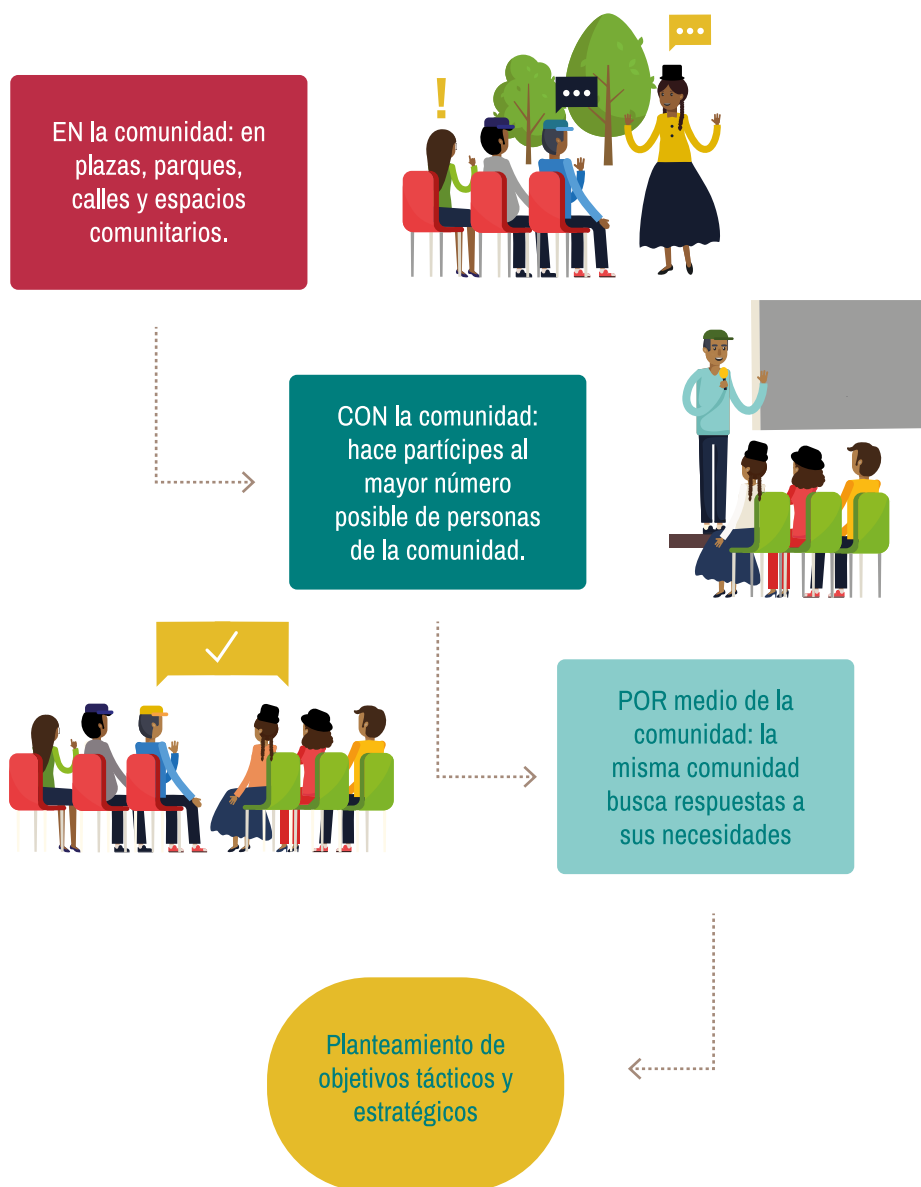 EN la comunidad: en
plazas, parques,
calles y espacios
comunitarios.
CON la comunidad:
hace partícipes al
mayor número
posible de personas
de la comunidad.
POR medio de la
comunidad: la
misma comunidad
busca respuestas a
sus necesidades
Planteamiento de
objetivos tácticos y
estratégicos